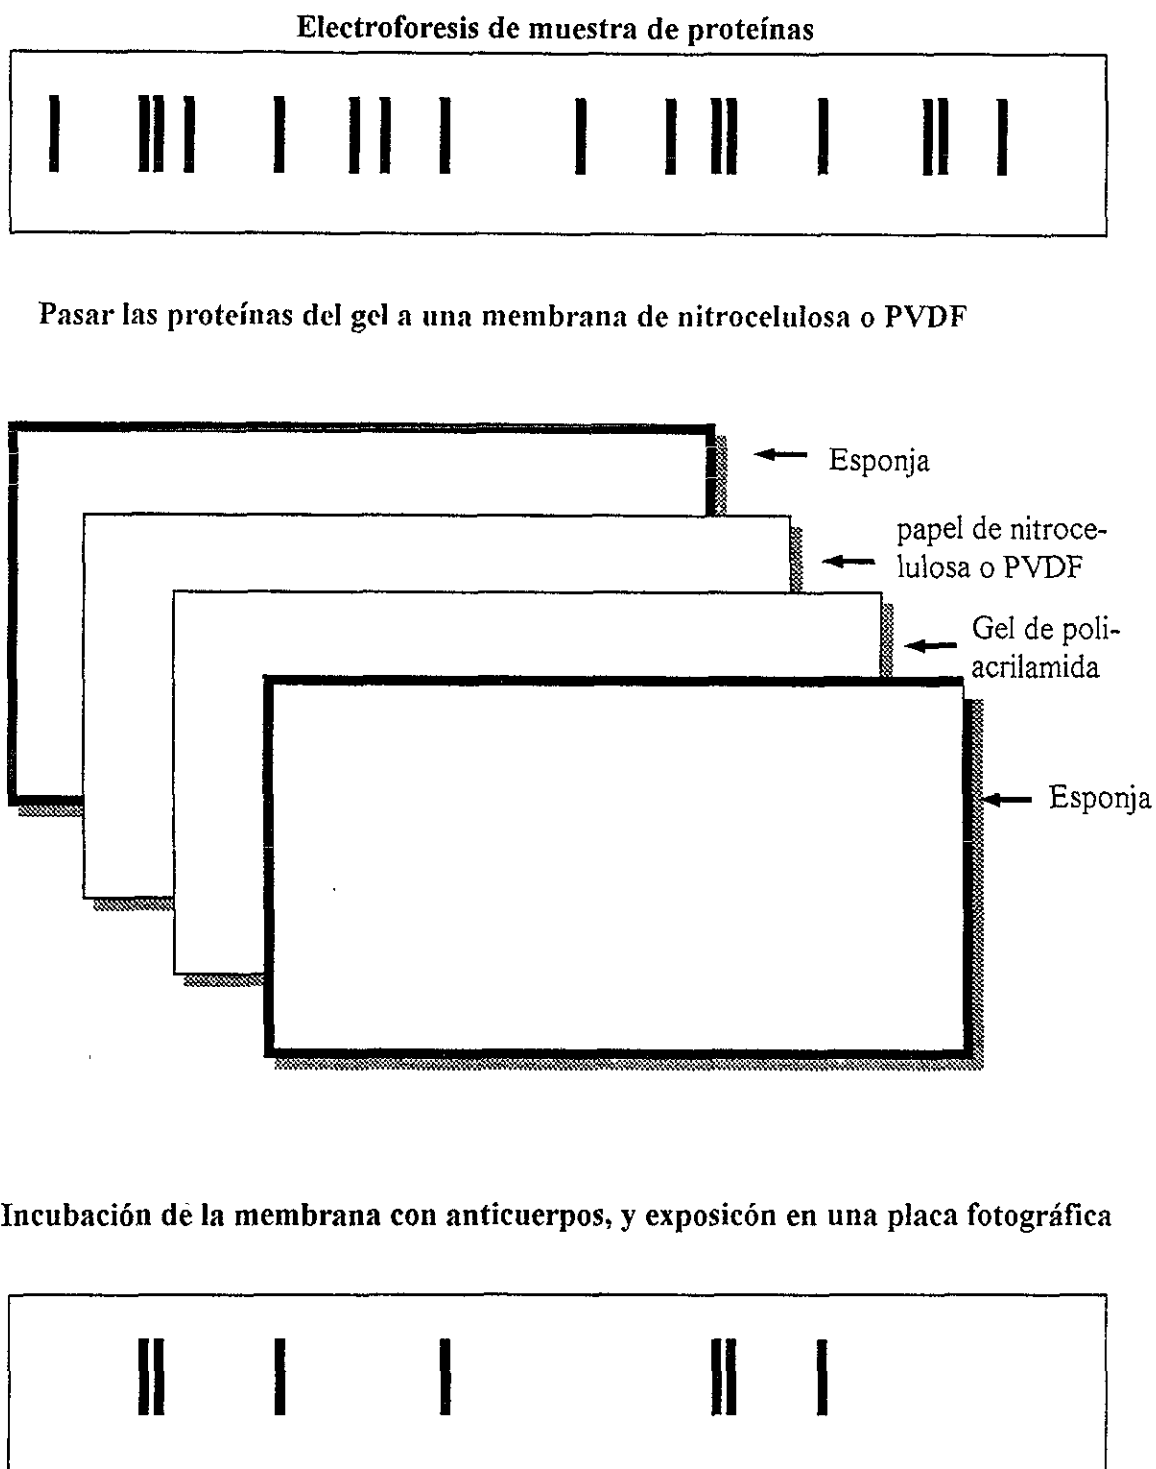 Electroforesis de muestra de proteínas
Pasar las proteínas del gel a una membrana de nitrocelulosa o PVDF
Esponja
papel de nitroce-
lulosa o PVDF
Gel de poli-
acrilamida
Esponja
Incubación de la membrana con anticuerpos, y exposicón en una placa fotográfica